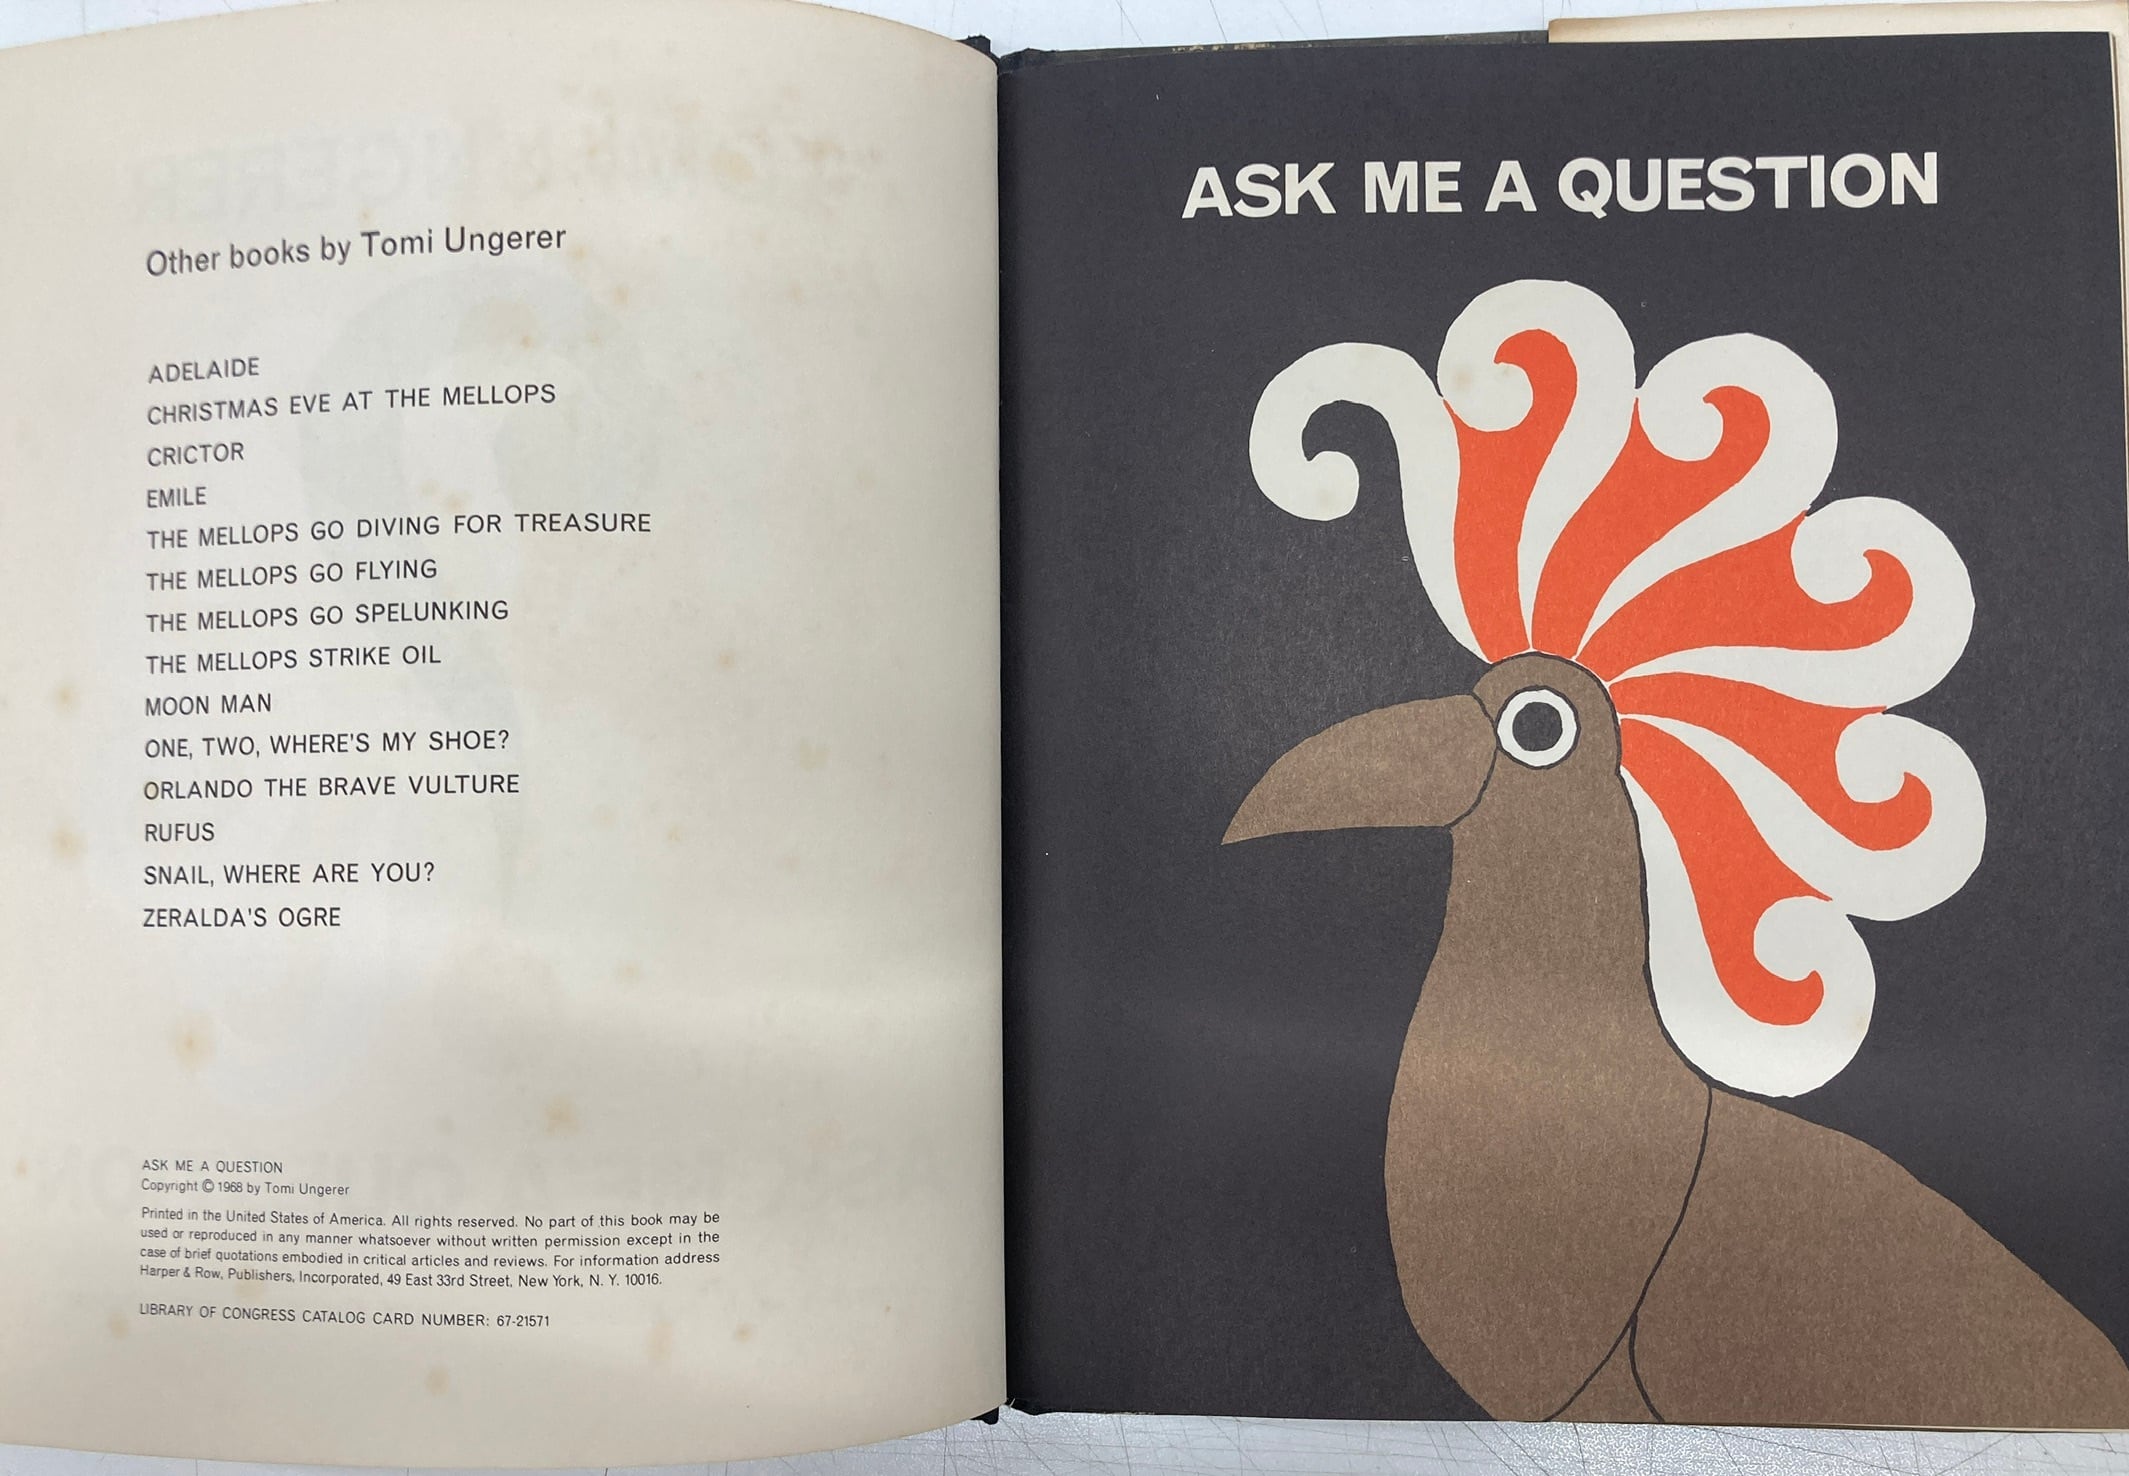 Other books by Tomi Ungerer
ADELAIDE
CHRISTMAS EVE AT THE MELLOPS
CRICTOR
EMILE
THE MELLOPS GO DIVING FOR TREASURE
THE MELLOPS GO FLYING
THE MELLOPS GO SPELUNKING
THE MELLOPS STRIKE OIL
MOON MAN
ONE, TWO, WHERE'S MY SHOE?
ORLANDO THE BRAVE VULTURE
RUFUS
SNAIL, WHERE ARE YOU?
ZERALDA'S OGRE
ASK ME A QUESTION
Copyright © 1968 by Tomi Ungerer
Printed in the United States of America. All rights reserved. No part of this book may be
used or reproduced in any manner whatsoever without written permission except in the
case of brief quotations embodied in critical articles and reviews. For information address
Harper & Row, Publishers, Incorporated, 49 East 33rd Street, New York, N. Y. 10016.
LIBRARY OF CONGRESS CATALOG CARD NUMBER: 67-21571
ASK ME A QUESTION